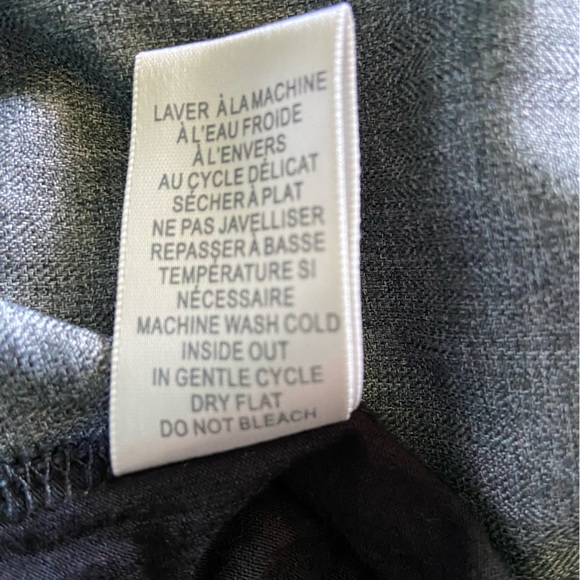 LAVER À LA MACHINE
À L'EAU FROIDE
À L'ENVERS
AU CYCLE DÉLICAT
SÉCHER À PLAT
NE PAS JAVELLISER
REPASSER À BASSE
TEMPÉRATURE SI
NÉCESSAIRE
MACHINE WASH COLD
INSIDE OUT
IN GENTLE CYCLE
DRY FLAT
DO NOT BLEACH